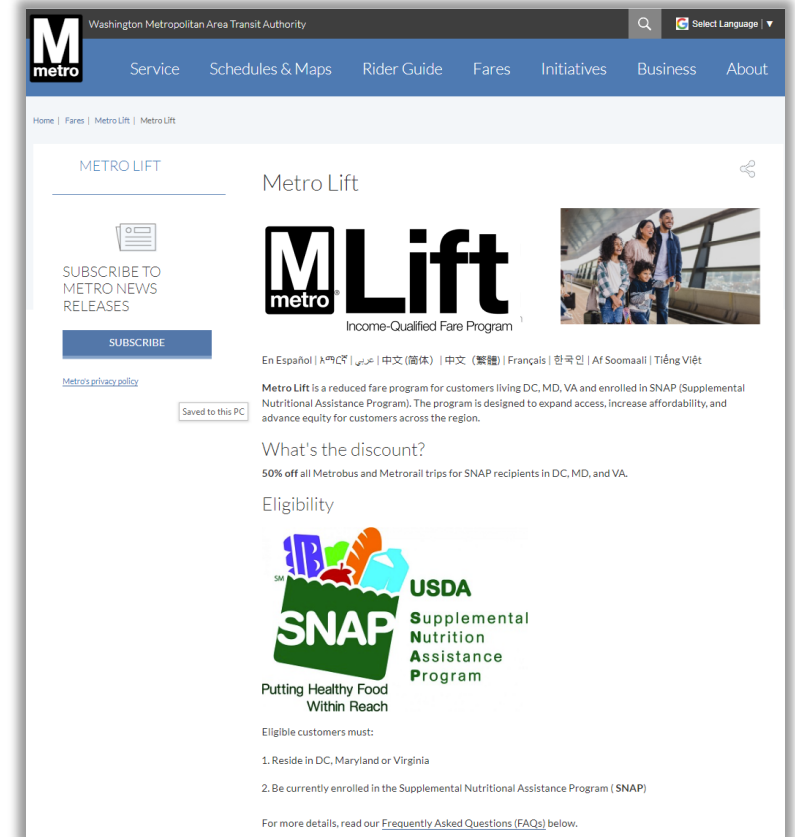 Washington Metropolitan Area Transit Authority
Select Language | ▼
M
metro
Service Schedules & Maps Rider Guide Fares Initiatives Business About
Home | Fares | Metro Lift | Metro Lift
METRO LIFT
SUBSCRIBE TO
METRO NEWS
RELEASES
SUBSCRIBE
Metro's privacy policy
Saved to this PC
Metro Lift
M
metro®
Lift
Income-Qualified Fare Program
En Español | አማርኛ | عربي | 中文 (简体) | 中文（繁體) | Français | 한국인 | Af Soomaali | Tiếng Việt
Metro Lift is a reduced fare program for customers living DC, MD, VA and enrolled in SNAP (Supplemental
Nutritional Assistance Program). The program is designed to expand access, increase affordability, and
advance equity for customers across the region.
What's the discount?
50% off all Metrobus and Metrorail trips for SNAP recipients in DC, MD, and VA.
Eligibility
SM
SNAP
Putting Healthy Food
Within Reach
USDA
Supplemental
Nutrition
Assistance
Program
Eligible customers must:
1. Reside in DC, Maryland or Virginia
2. Be currently enrolled in the Supplemental Nutritional Assistance Program ( SNAP)
For more details, read our Frequently Asked Questions (FAQs) below.